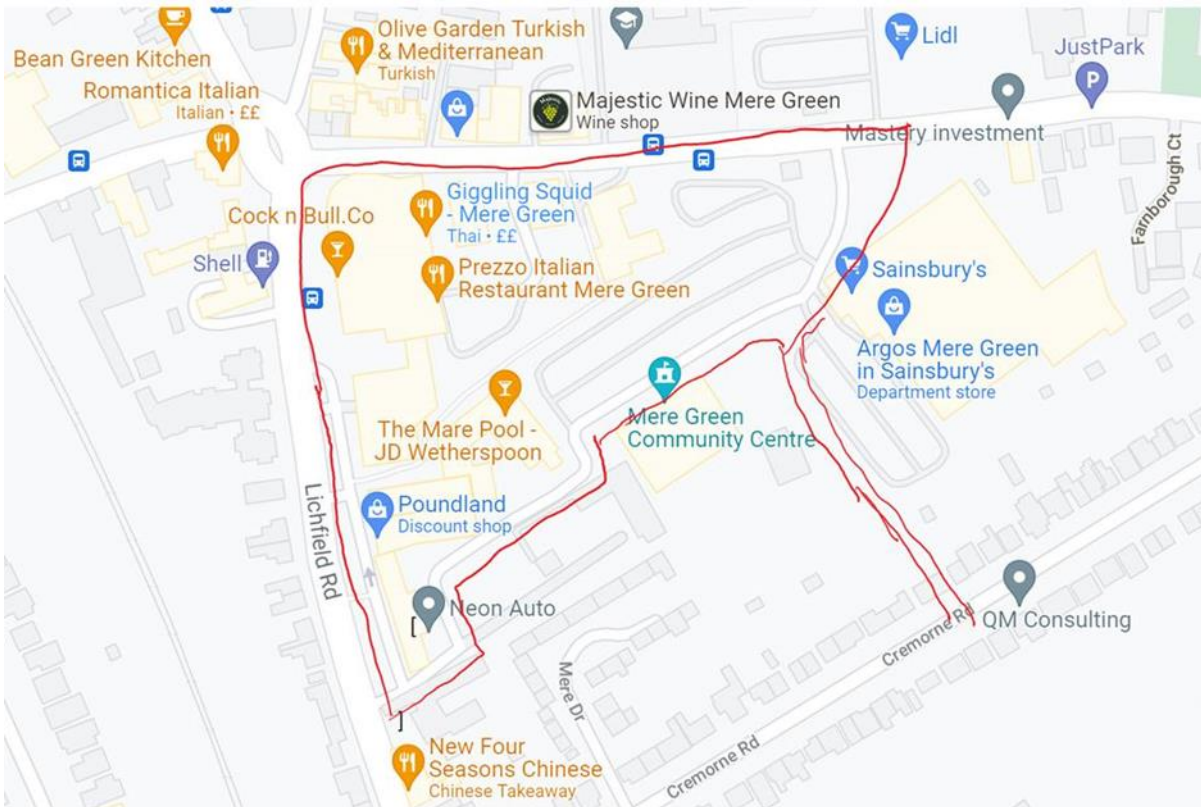 Bean Green Kitchen
Romantica Italian
Italian • ££
Olive Garden Turkish
& Mediterranean
Turkish
Lidl
JustPark
P
Majestic Wine Mere Green
Wine shop
Mastery investment
Farnborough Ct
Giggling Squid
- Mere Green
Thai • ££
Cock n Bull.Co
Shell
Prezzo Italian
Restaurant Mere Green
Sainsbury's
Argos Mere Green
in Sainsbury's
Department store
Mere Green
Community Centre
The Mare Pool -
JD Wetherspoon
Lichfield Rd
Poundland
Discount shop
Neon Auto
[
QM Consulting
Cremorne Rd
Mere Dr
Cremorne Rd
]
New Four
Seasons Chinese
Chinese Takeaway